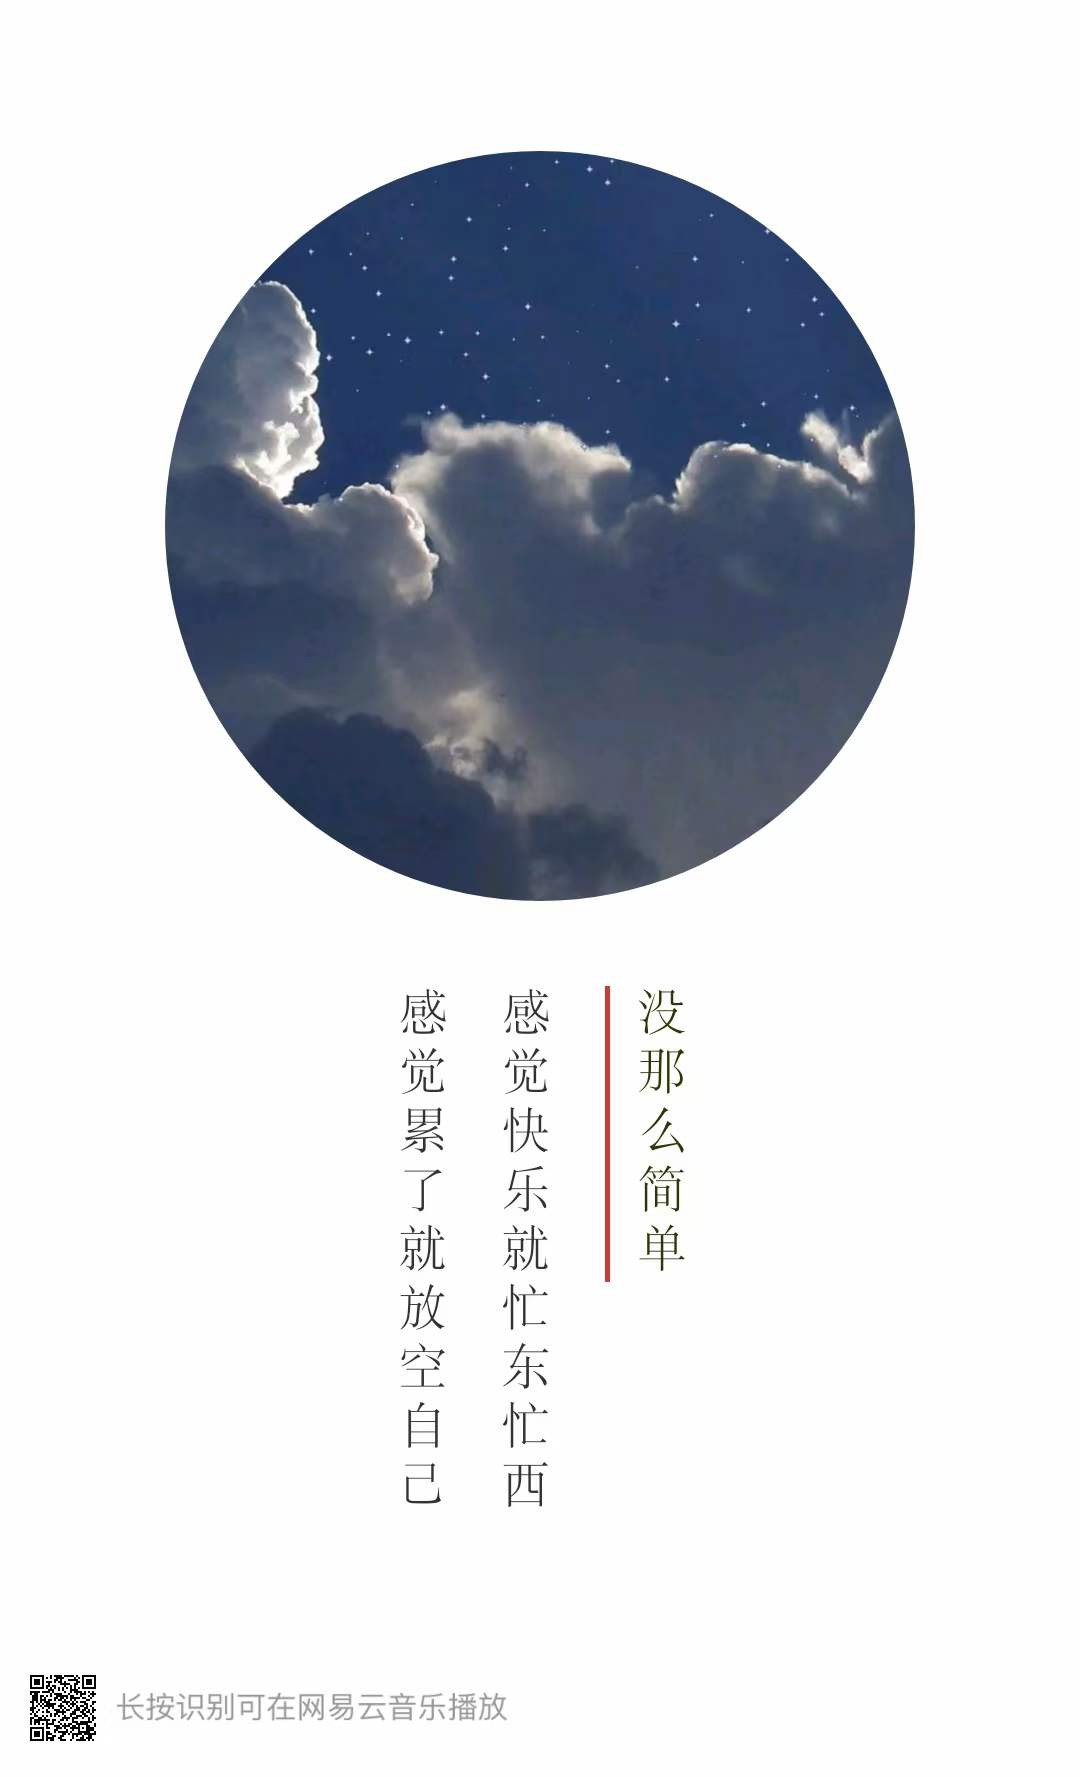 没那么简单
感觉快乐就忙东忙西
感觉累了就放空自己
长按识别可在网易云音乐播放